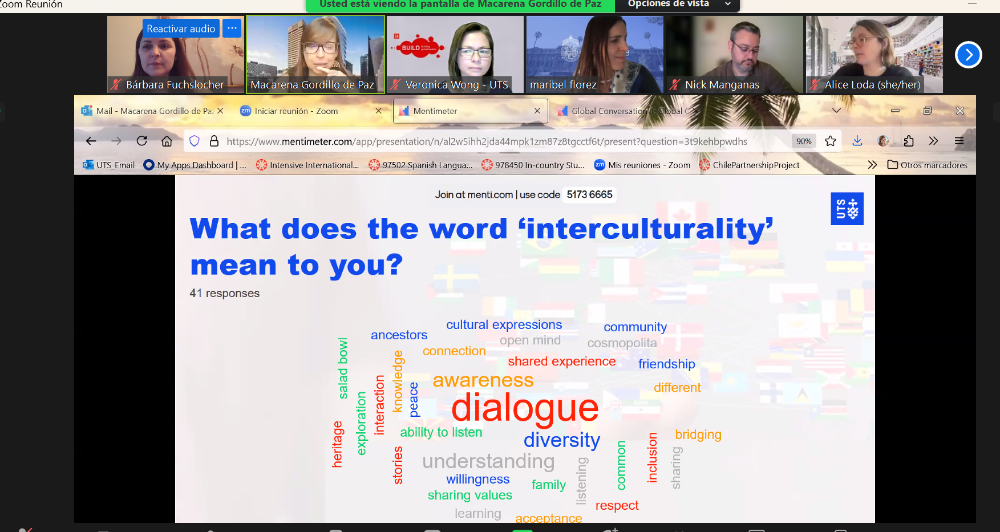 Zoom Reunión
Usted está viendo la pantalla de Macarena Gordillo de Paz
Opciones de vista
Reactivar audio
Bárbara Fuchslocher
Macarena Gordillo de Paz
BUILD
Veronica Wong - UTS
maribel florez
Nick Manganas
Alice Loda (she/her)
Mail - Macarena Gordillo de Paz
Iniciar reunión - Zoom
Mentimeter
Global Conversation 1: Global C
https://www.mentimeter.com/app/presentation/n/al2w5ihh2jda44mpk1zm87z8tgcctf6t/present?question=3t9kehbpwdhs
90%
UTS_Email
My Apps Dashboard | ...
Intensive International...
97502 Spanish Langua...
978450 In-country Stu...
Mis reuniones - Zoom
ChilePartnershipProject
Otros marcadores
Join at menti.com | use code 5173 6665
UTS
What does the word ‘interculturality’
mean to you?
41 responses
cultural expressions
community
ancestors
open mind
cosmopolita
salad bowl
connection
knowledge
shared experience
friendship
awareness
interaction
peace
different
exploration
dialogue
heritage
ability to listen
diversity
bridging
stories
understanding
common
inclusion
sharing
willingness
listening
family
sharing values
respect
learning
acceptance